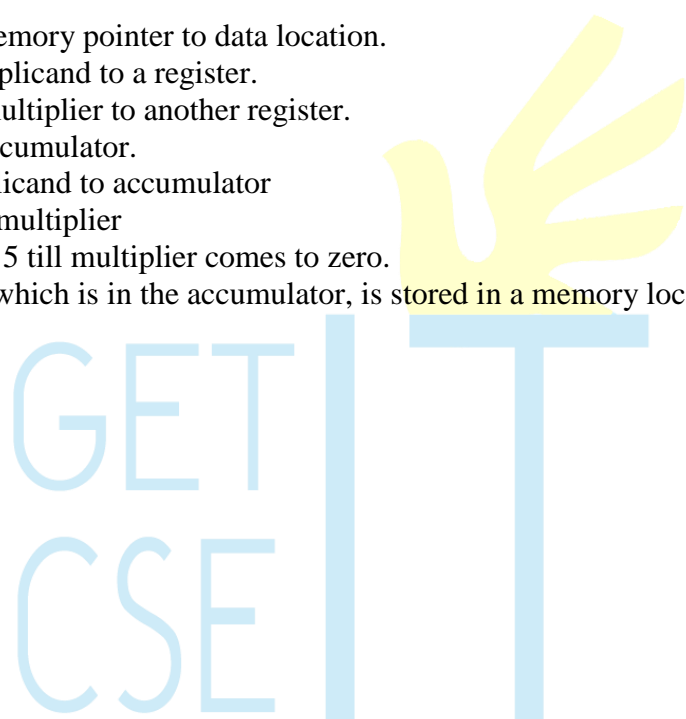 emory pointer to data location.
plicand to a register.
ultiplier to another register.
cumulator.
licand to accumulator
multiplier
5 till multiplier comes to zero.
which is in the accumulator, is stored in a memory loc
GET
CSE
IT